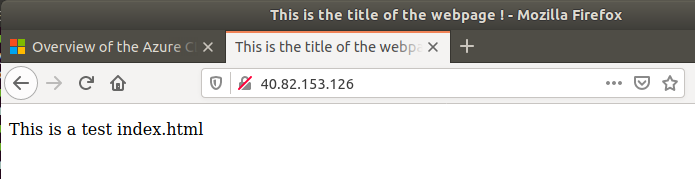 This is the title of the webpage ! - Mozilla Firefox
Overview of the Azure C
This is the title of the webpa
40.82.153.126
This is a test index.html